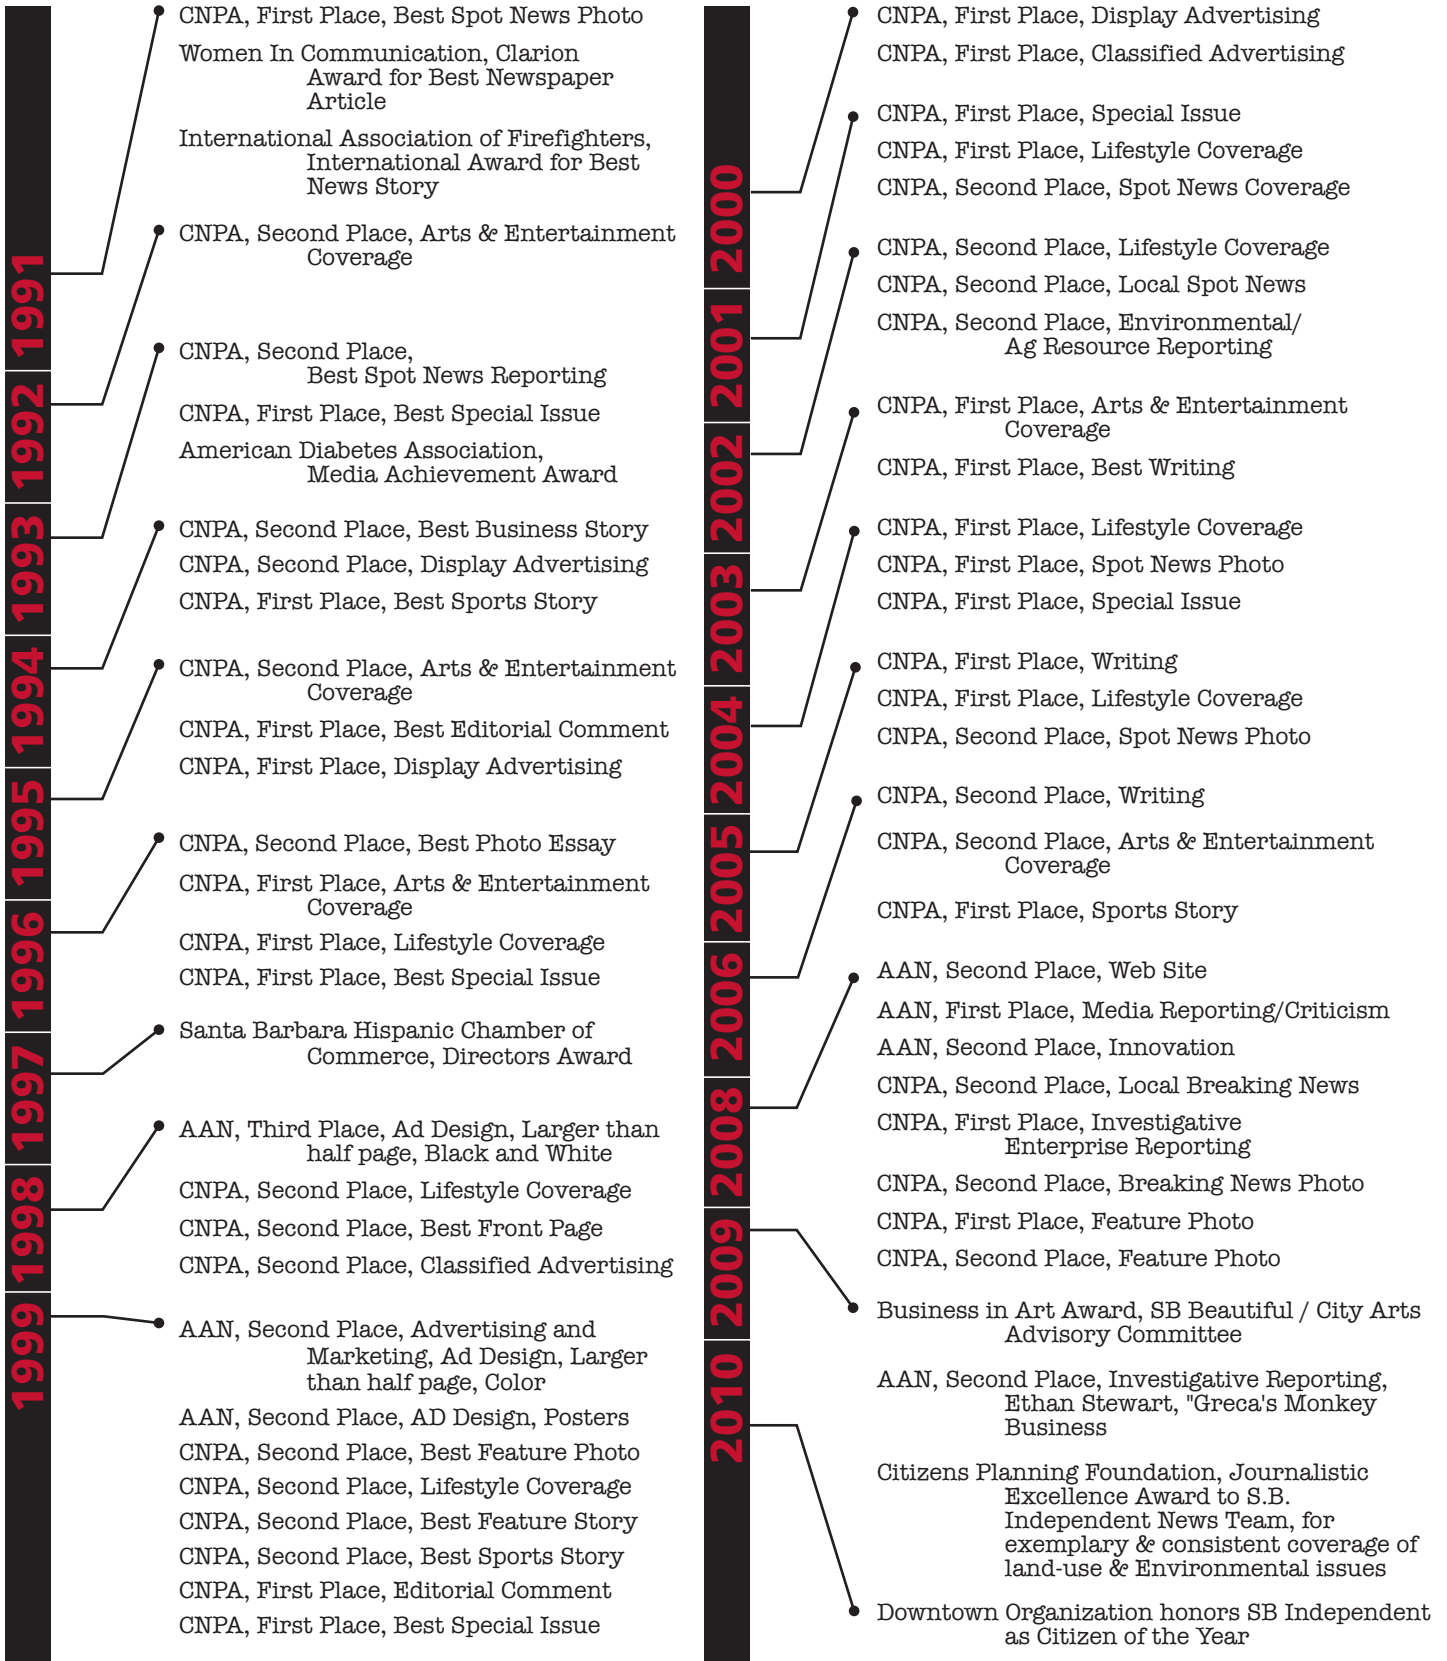 1991
CNPA, First Place, Best Spot News Photo
Women In Communication, Clarion
Award for Best Newspaper
Article
International Association of Firefighters,
International Award for Best
News Story
1992
CNPA, Second Place, Arts & Entertainment
Coverage
1993
CNPA, Second Place,
Best Spot News Reporting
CNPA, First Place, Best Special Issue
American Diabetes Association,
Media Achievement Award
1994
CNPA, Second Place, Best Business Story
CNPA, Second Place, Display Advertising
CNPA, First Place, Best Sports Story
1995
CNPA, Second Place, Arts & Entertainment
Coverage
CNPA, First Place, Best Editorial Comment
CNPA, First Place, Display Advertising
1996
CNPA, Second Place, Best Photo Essay
CNPA, First Place, Arts & Entertainment
Coverage
CNPA, First Place, Lifestyle Coverage
CNPA, First Place, Best Special Issue
1997
Santa Barbara Hispanic Chamber of
Commerce, Directors Award
1998
AAN, Third Place, Ad Design, Larger than
half page, Black and White
CNPA, Second Place, Lifestyle Coverage
CNPA, Second Place, Best Front Page
CNPA, Second Place, Classified Advertising
1999
AAN, Second Place, Advertising and
Marketing, Ad Design, Larger
than half page, Color
AAN, Second Place, AD Design, Posters
CNPA, Second Place, Best Feature Photo
CNPA, Second Place, Lifestyle Coverage
CNPA, Second Place, Best Feature Story
CNPA, Second Place, Best Sports Story
CNPA, First Place, Editorial Comment
CNPA, First Place, Best Special Issue
2000
CNPA, First Place, Display Advertising
CNPA, First Place, Classified Advertising
2001
CNPA, First Place, Special Issue
CNPA, First Place, Lifestyle Coverage
CNPA, Second Place, Spot News Coverage
2002
CNPA, Second Place, Lifestyle Coverage
CNPA, Second Place, Local Spot News
CNPA, Second Place, Environmental/
Ag Resource Reporting
2003
CNPA, First Place, Arts & Entertainment
Coverage
CNPA, First Place, Best Writing
2004
CNPA, First Place, Lifestyle Coverage
CNPA, First Place, Spot News Photo
CNPA, First Place, Special Issue
2005
CNPA, First Place, Writing
CNPA, First Place, Lifestyle Coverage
CNPA, Second Place, Spot News Photo
2006
CNPA, Second Place, Writing
CNPA, Second Place, Arts & Entertainment
Coverage
CNPA, First Place, Sports Story
2008
AAN, Second Place, Web Site
AAN, First Place, Media Reporting/Criticism
AAN, Second Place, Innovation
CNPA, Second Place, Local Breaking News
CNPA, First Place, Investigative
Enterprise Reporting
CNPA, Second Place, Breaking News Photo
CNPA, First Place, Feature Photo
CNPA, Second Place, Feature Photo
2009
Business in Art Award, SB Beautiful / City Arts
Advisory Committee
AAN, Second Place, Investigative Reporting,
Ethan Stewart, "Greca's Monkey
Business
Citizens Planning Foundation, Journalistic
Excellence Award to S.B.
Independent News Team, for
exemplary & consistent coverage of
land-use & Environmental issues
2010
Downtown Organization honors SB Independent
as Citizen of the Year